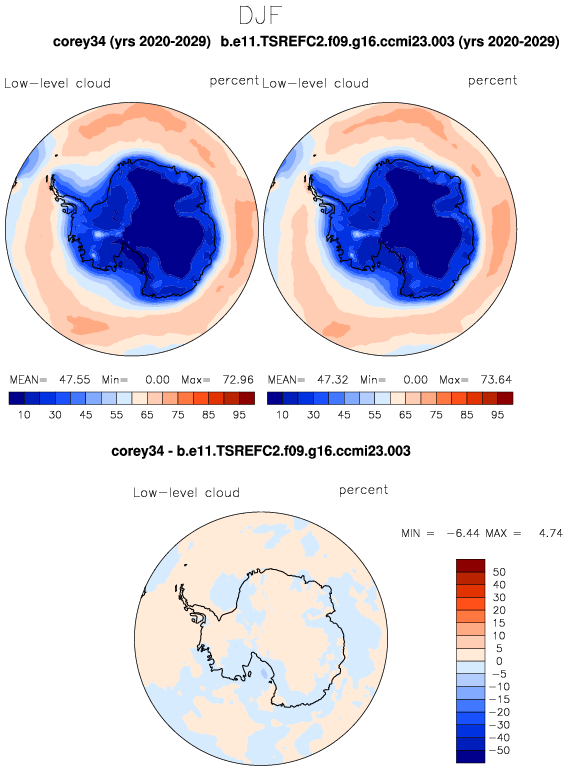 DJF
corey34 (yrs 2020-2029) b.e11.TSREFC2.f09.g16.ccmi23.003 (yrs 2020-2029)
Low-level cloud percent Low-level cloud percent
MEAN= 47.55 Min= 0.00 Max= 72.96 MEAN= 47.32 Min= 0.00 Max= 73.64
10 30 45 55 65 75 85 95 10 30 45 55 65 75 85 95
corey34 - b.e11.TSREFC2.f09.g16.ccmi23.003
Low-level cloud percent
MIN = -6.44 MAX = 4.74
50
40
30
20
15
10
5
0
-5
-10
-15
-20
-30
-40
-50